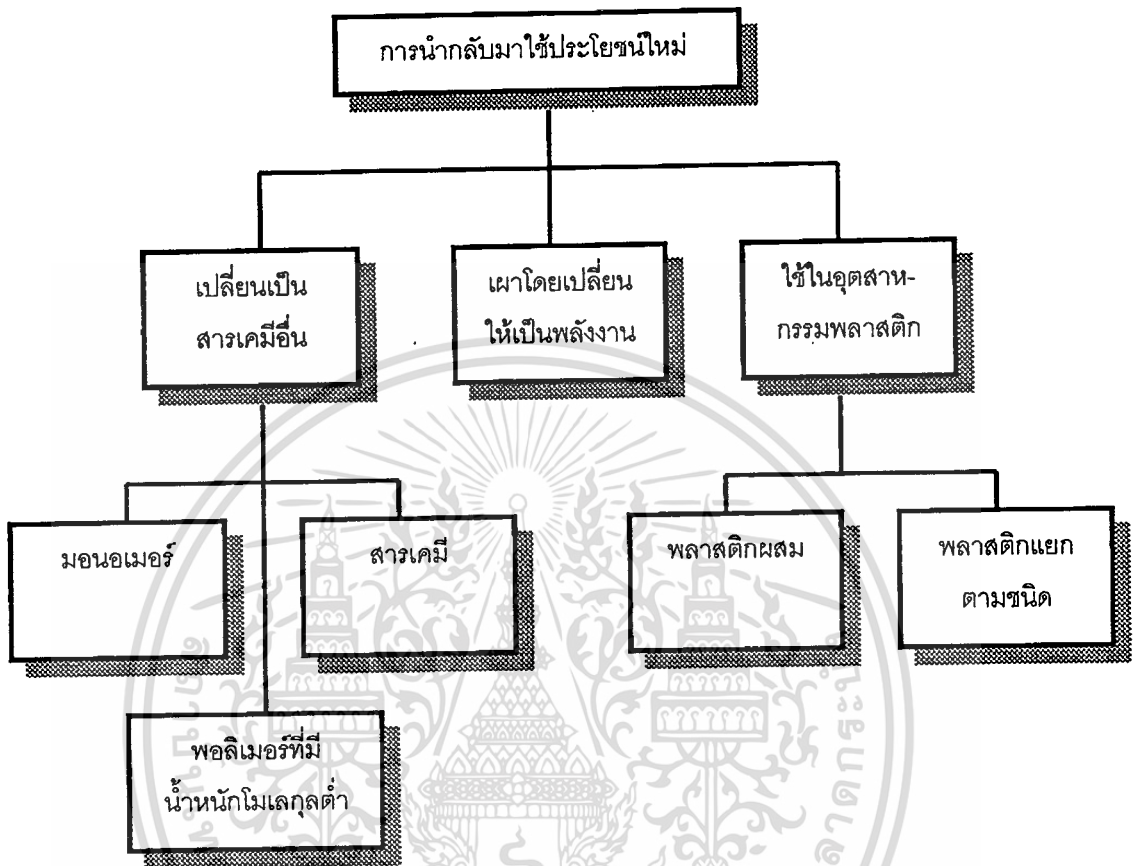 การนำกลับมาใช้ประโยชน์ใหม่
เปลี่ยนเป็น
สารเคมีอื่น
เผาโดยเปลี่ยน
ให้เป็นพลังงาน
ใช้ในอุตสาห-
กรรมพลาสติก
มอนอเมอร์
สารเคมี
พลาสติกผสม
พลาสติกแยก
ตามชนิด
พอลิเมอร์ที่มี
น้ำหนักโมเลกุลต่ำ